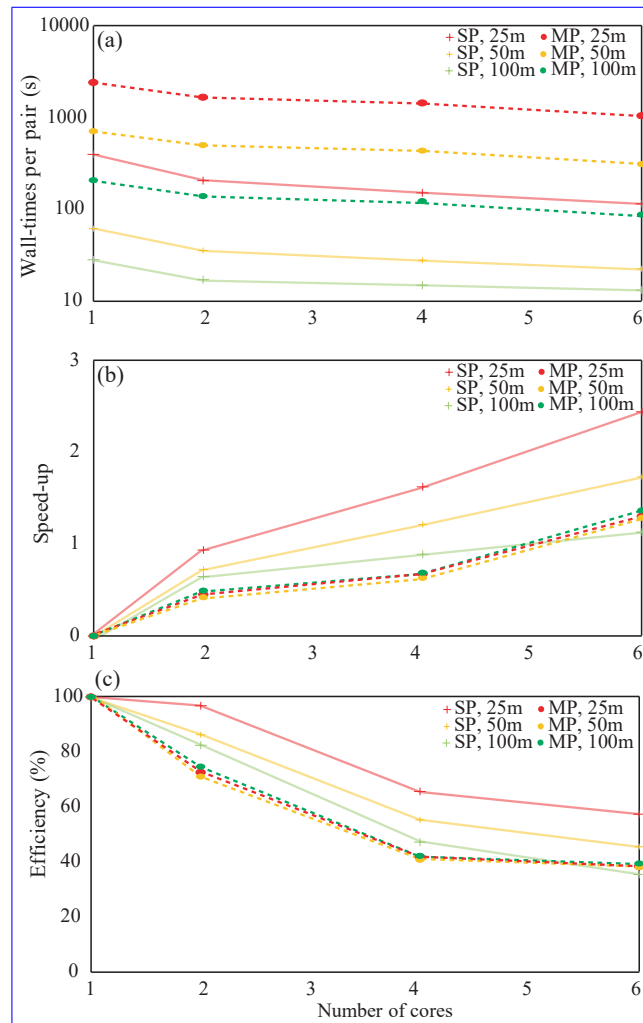 10000
(a)
SP, 25m MP, 25m
SP, 50m MP, 50m
SP, 100m MP, 100m
1000
100
10
Wall-times per pair (s)
1 2 3 4 5 6
3
(b)
SP, 25m MP, 25m
SP, 50m MP, 50m
SP, 100m MP, 100m
2
1
0
Speed-up
1 2 3 4 5 6
(c)
100
SP, 25m MP, 25m
SP, 50m MP, 50m
SP, 100m MP, 100m
80
60
40
20
0
Efficiency (%)
1 2 3 4 5 6
Number of cores